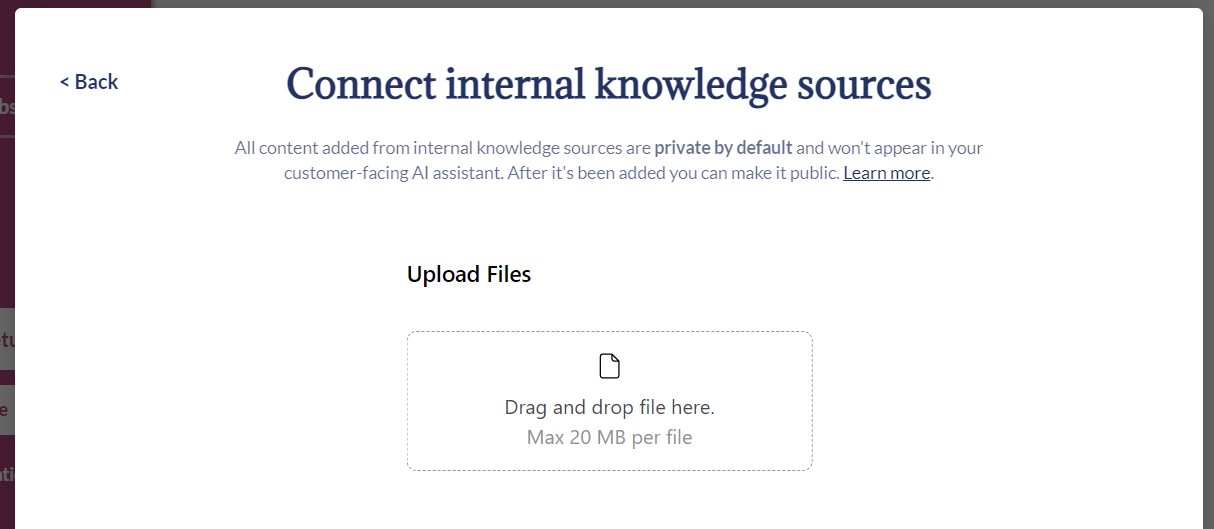 < Back
Connect internal knowledge sources
All content added from internal knowledge sources are private by default and won't appear in your
customer-facing AI assistant. After it's been added you can make it public. Learn more.
Upload Files
Drag and drop file here.
Max 20 MB per file